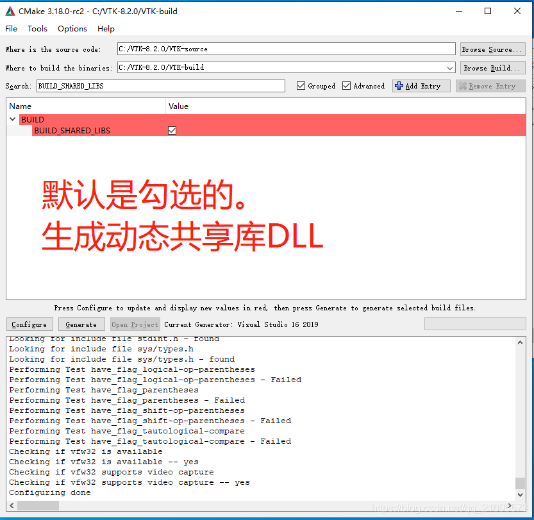 CMake 3.18.0-rc2 - C:/VTK-8.2.0/VTK-build
File Tools Options Help
Where is the source code: C:/VTK-8.2.0/VTK-source Browse Source...
Where to build the binaries: C:/VTK-8.2.0/VTK-build Browse Build...
Search: BUILD_SHARED_LIBS Grouped Advanced Add Entry Remove Entry
Name Value
BUILD
BUILD_SHARED_LIBS
默认是勾选的。
生成动态共享库DLL
Press Configure to update and display new values in red, then press Generate to generate selected build files.
Configure Generate Open Project Current Generator: Visual Studio 16 2019
Looking for include file stdint.h - found
Looking for include file sys/types.h
Looking for include file sys/types.h - found
Performing Test have_flag_logical-op-parentheses
Performing Test have_flag_logical-op-parentheses - Failed
Performing Test have_flag_parentheses
Performing Test have_flag_parentheses - Failed
Performing Test have_flag_shift-op-parentheses
Performing Test have_flag_shift-op-parentheses - Failed
Performing Test have_flag_tautological-compare
Performing Test have_flag_tautological-compare - Failed
Checking if vfw32 is available
Checking if vfw32 is available -- yes
Checking if vfw32 supports video capture
Checking if vfw32 supports video capture -- yes
Configuring done